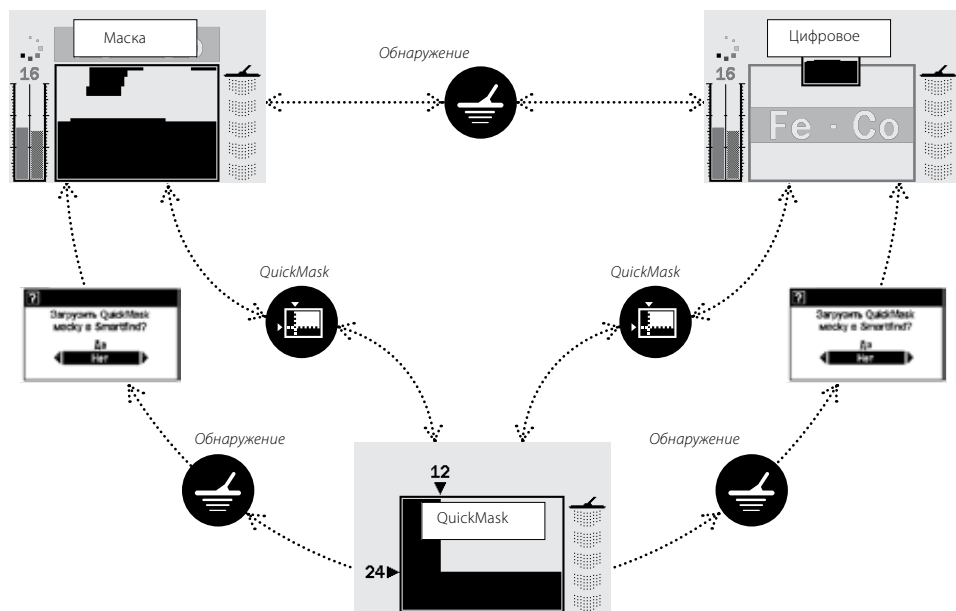 Маска
16
Обнаружение
Цифровое
16
Fe · Co
QuickMask
QuickMask
?
Загрузить QuickMask
маску в Smartfind?
Да
Нет
?
Загрузить QuickMask
маску в Smartfind?
Да
Нет
Обнаружение
Обнаружение
12
QuickMask
24